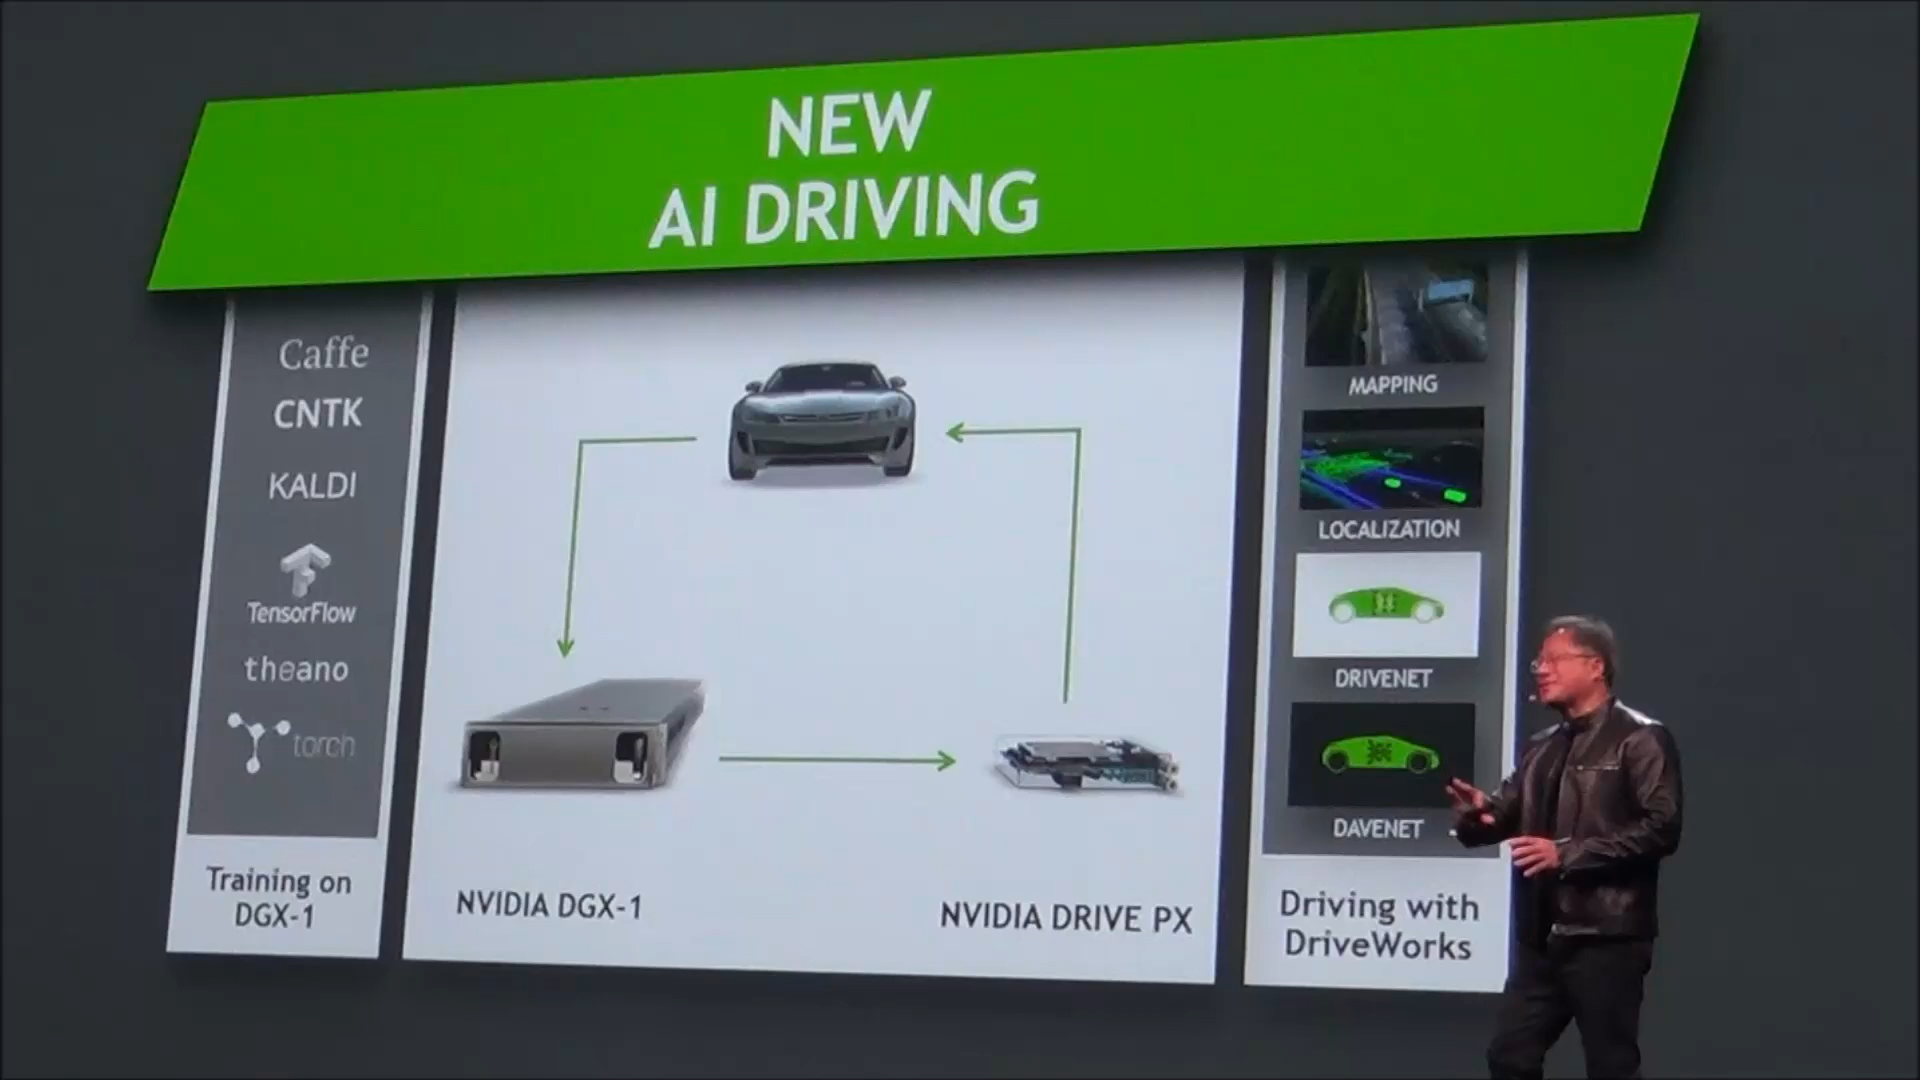 NEW
AI DRIVING
Caffe
CNTK
KALDI
TensorFlow
theano
torch
Training on
DGX-1
NVIDIA DGX-1
NVIDIA DRIVE PX
MAPPING
LOCALIZATION
DRIVENET
DAVENET
Driving with
DriveWorks